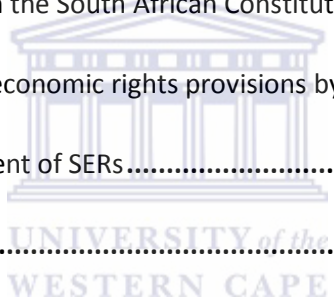 the South African Constitut
economic rights provisions by
ent of SERs..............................
..........................................
UNIVERSITY of the
WESTERN CAPE